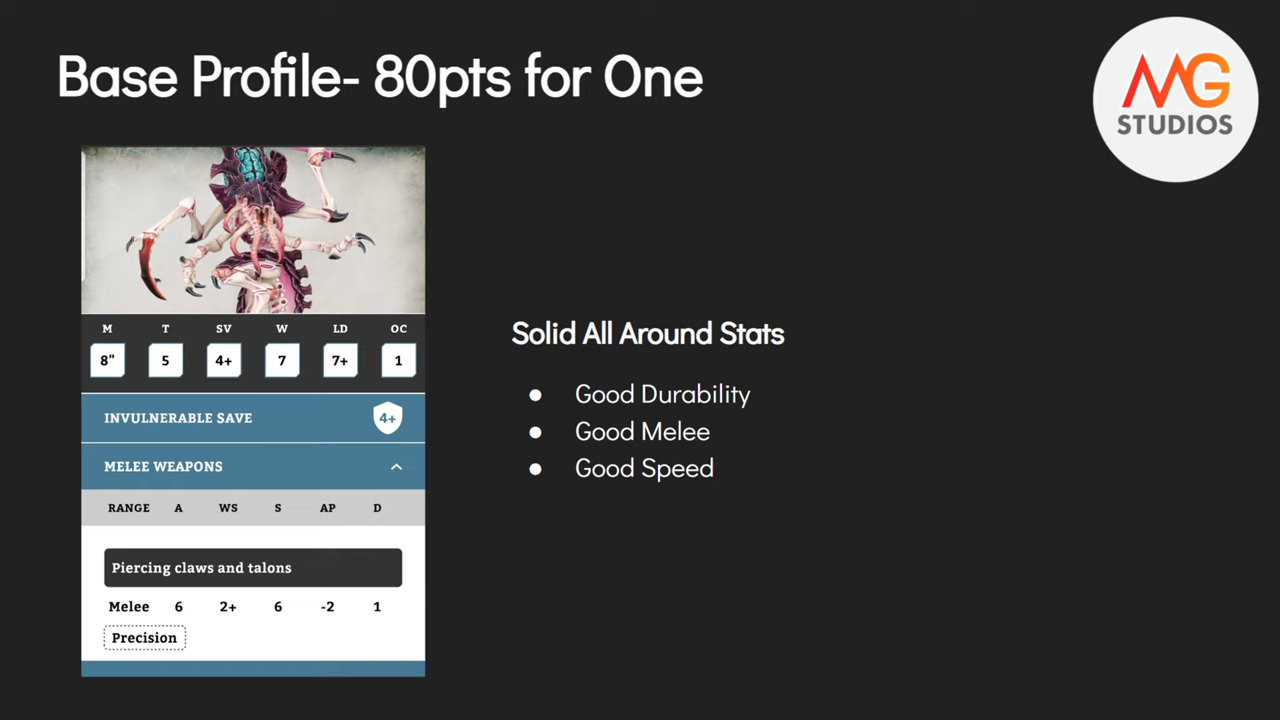 Base Profile- 80pts for One
MG
STUDIOS
M T SV W LD OC
8" 5 4+ 7 7+ 1
INVULNERABLE SAVE 4+
MELEE WEAPONS
RANGE A WS S AP D
Piercing claws and talons
Melee 6 2+ 6 -2 1
Precision
Solid All Around Stats
● Good Durability
● Good Melee
● Good Speed